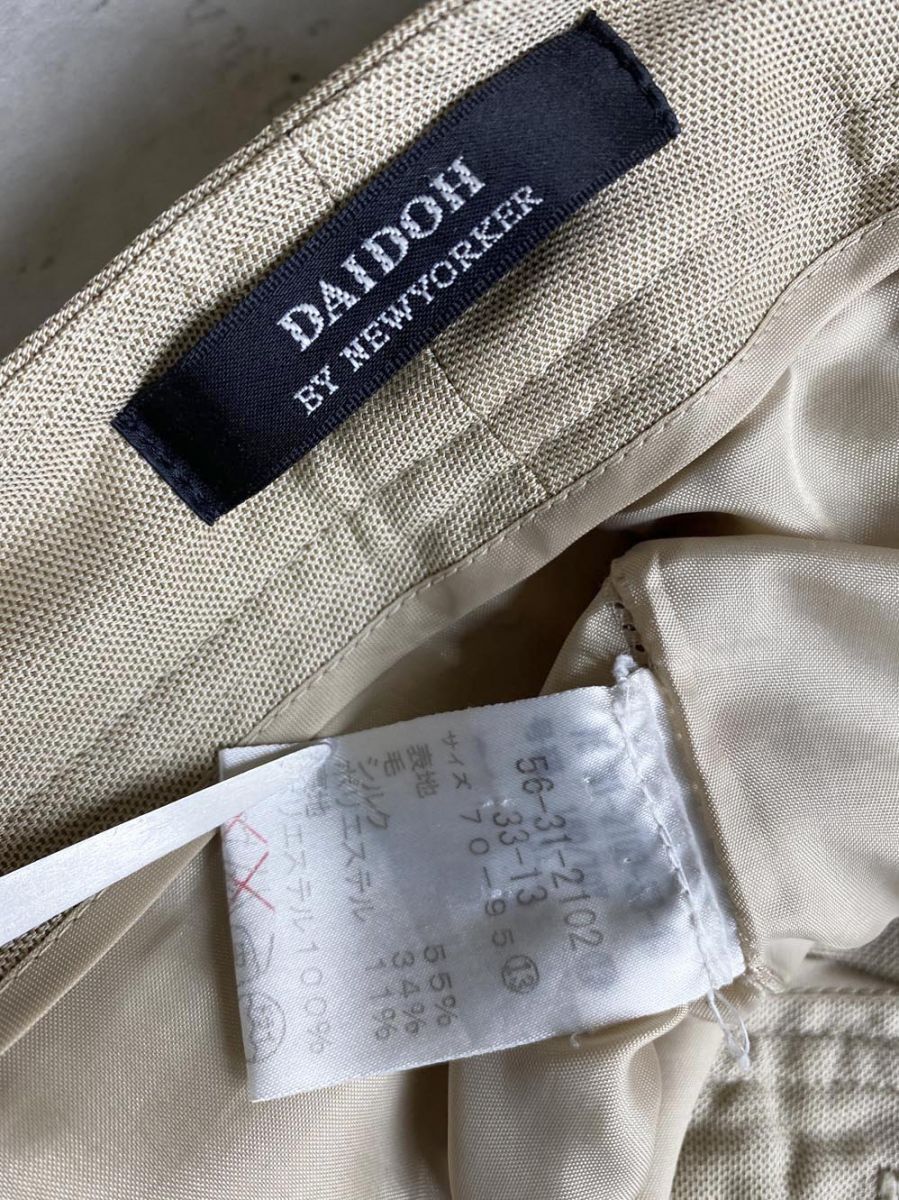 DAIDOH
BY NEWYORKER
56-31-2102
33-13
サイズ 70-95 ⑬
表地
毛 55%
シルク 34%
ポリエステル 11%
ポリエステル100%